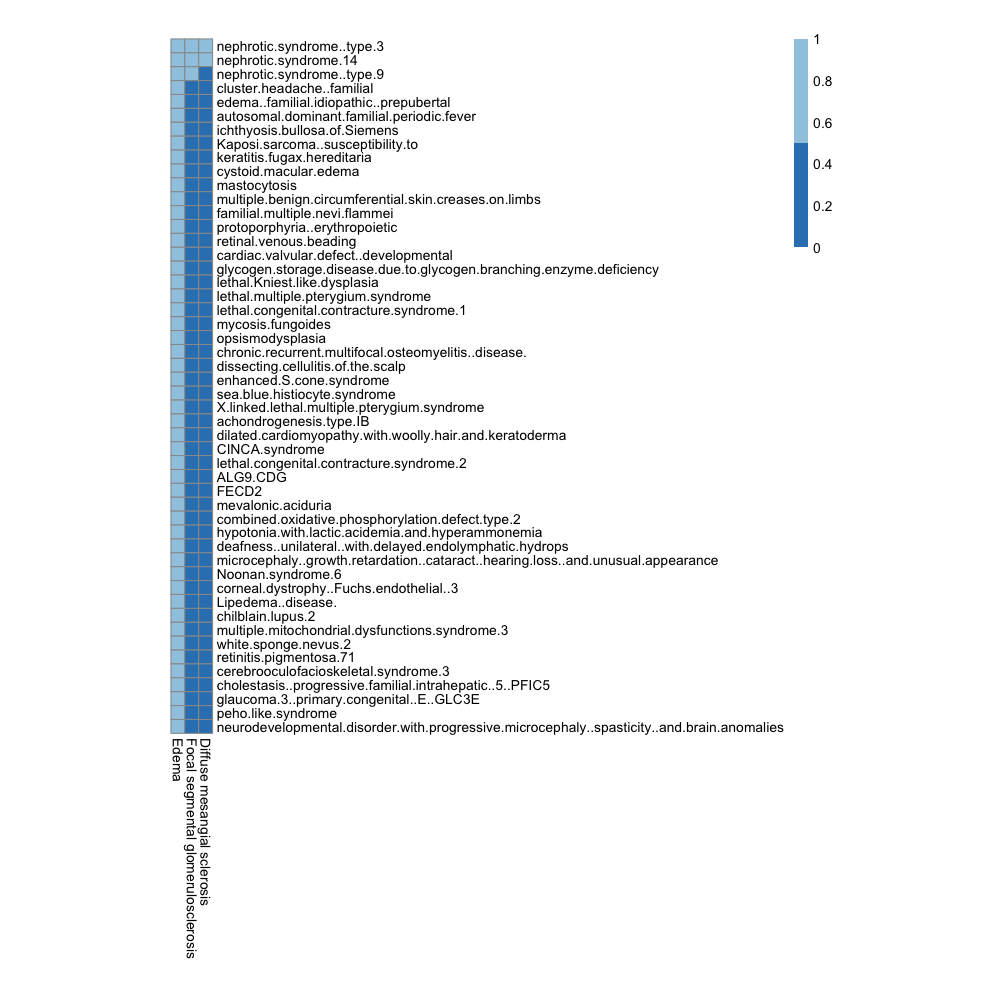 nephrotic.syndrome..type.3
nephrotic.syndrome.14
nephrotic.syndrome..type.9
cluster.headache..familial
edema..familial.idiopathic..prepubertal
autosomal.dominant.familial.periodic.fever
ichthyosis.bullosa.of.Siemens
Kaposi.sarcoma..susceptibility.to
keratitis.fugax.hereditaria
cystoid.macular.edema
mastocytosis
multiple.benign.circumferential.skin.creases.on.limbs
familial.multiple.nevi.flammei
protoporphyria..erythropoietic
retinal.venous.beading
cardiac.valvular.defect..developmental
glycogen.storage.disease.due.to.glycogen.branching.enzyme.deficiency
lethal.Kniest.like.dysplasia
lethal.multiple.pterygium.syndrome
lethal.congenital.contracture.syndrome.1
mycosis.fungoides
opsismodysplasia
chronic.recurrent.multifocal.osteomyelitis..disease.
dissecting.cellulitis.of.the.scalp
enhanced.S.cone.syndrome
sea.blue.histiocyte.syndrome
X.linked.lethal.multiple.pterygium.syndrome
achondrogenesis.type.IB
dilated.cardiomyopathy.with.woolly.hair.and.keratoderma
CINCA.syndrome
lethal.congenital.contracture.syndrome.2
ALG9.CDG
FECD2
mevalonic.aciduria
combined.oxidative.phosphorylation.defect.type.2
hypotonia.with.lactic.acidemia.and.hyperammonemia
deafness..unilateral..with.delayed.endolymphatic.hydrops
microcephaly..growth.retardation..cataract..hearing.loss..and.unusual.appearance
Noonan.syndrome.6
corneal.dystrophy..Fuchs.endothelial..3
Lipedema..disease.
chilblain.lupus.2
multiple.mitochondrial.dysfunctions.syndrome.3
white.sponge.nevus.2
retinitis.pigmentosa.71
cerebrooculofacioskeletal.syndrome.3
cholestasis..progressive.familial.intrahepatic..5..PFIC5
glaucoma.3..primary.congenital..E..GLC3E
peho.like.syndrome
neurodevelopmental.disorder.with.progressive.microcephaly..spasticity..and.brain.anomalies
Edema
Focal segmental glomerulosclerosis
Diffuse mesangial sclerosis
1
0.8
0.6
0.4
0.2
0